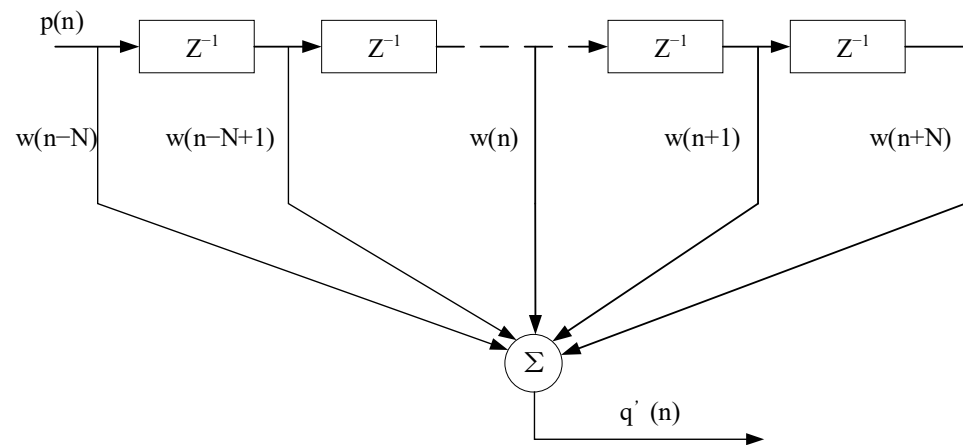 p(n)
Z⁻¹
Z⁻¹
Z⁻¹
Z⁻¹
w(n−N)
w(n−N+1)
w(n)
w(n+1)
w(n+N)
Σ
q' (n)